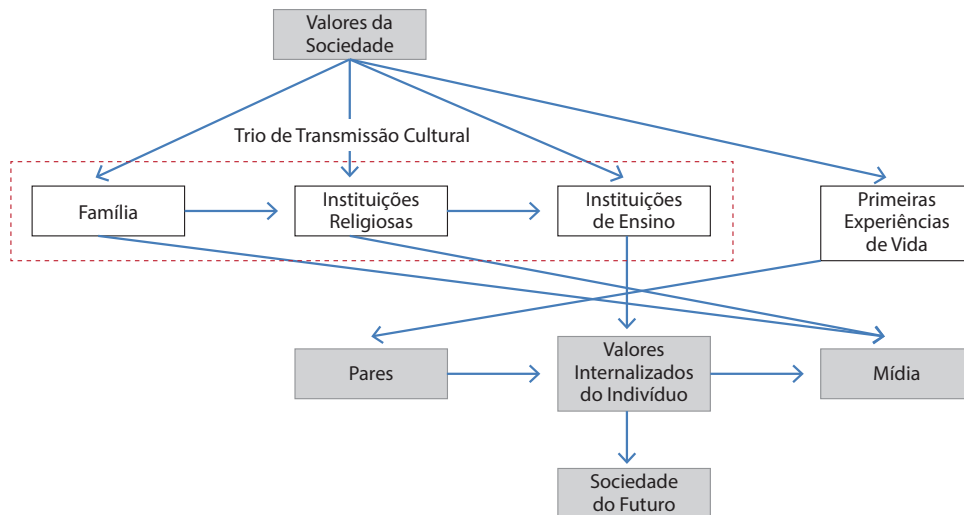 Valores da
Sociedade
Trio de Transmissão Cultural
Família
Instituições
Religiosas
Instituições
de Ensino
Primeiras
Experiências
de Vida
Pares
Valores
Internalizados
do Indivíduo
Mídia
Sociedade
do Futuro